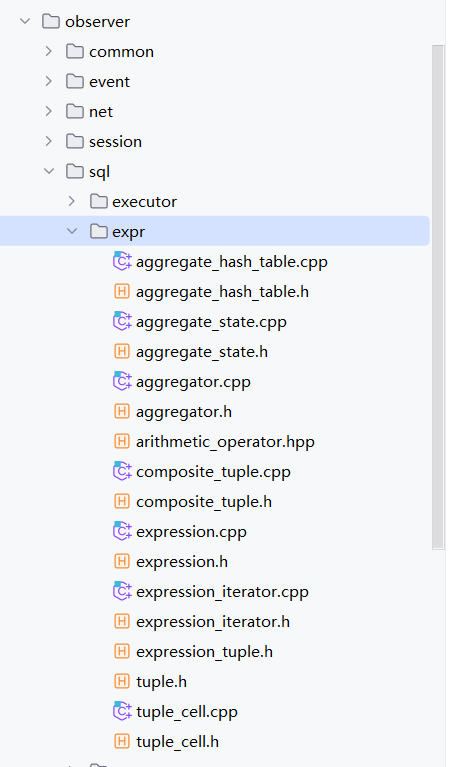 observer
common
event
net
session
sql
executor
expr
aggregate_hash_table.cpp
aggregate_hash_table.h
aggregate_state.cpp
aggregate_state.h
aggregator.cpp
aggregator.h
arithmetic_operator.hpp
composite_tuple.cpp
composite_tuple.h
expression.cpp
expression.h
expression_iterator.cpp
expression_iterator.h
expression_tuple.h
tuple.h
tuple_cell.cpp
tuple_cell.h